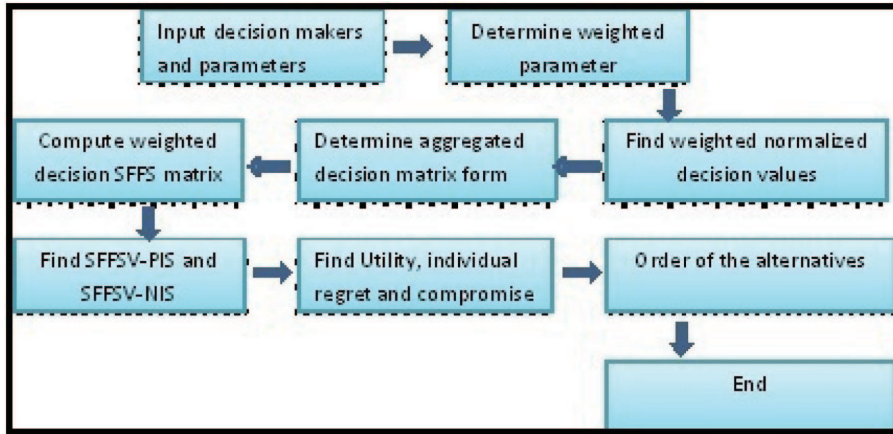 Input decision makers
and parameters
Determine weighted
parameter
Find weighted normalized
decision values
Determine aggregated
decision matrix form
Compute weighted
decision SFFS matrix
Find SFFSV-PIS and
SFFSV-NIS
Find Utility, individual
regret and compromise
Order of the alternatives
End